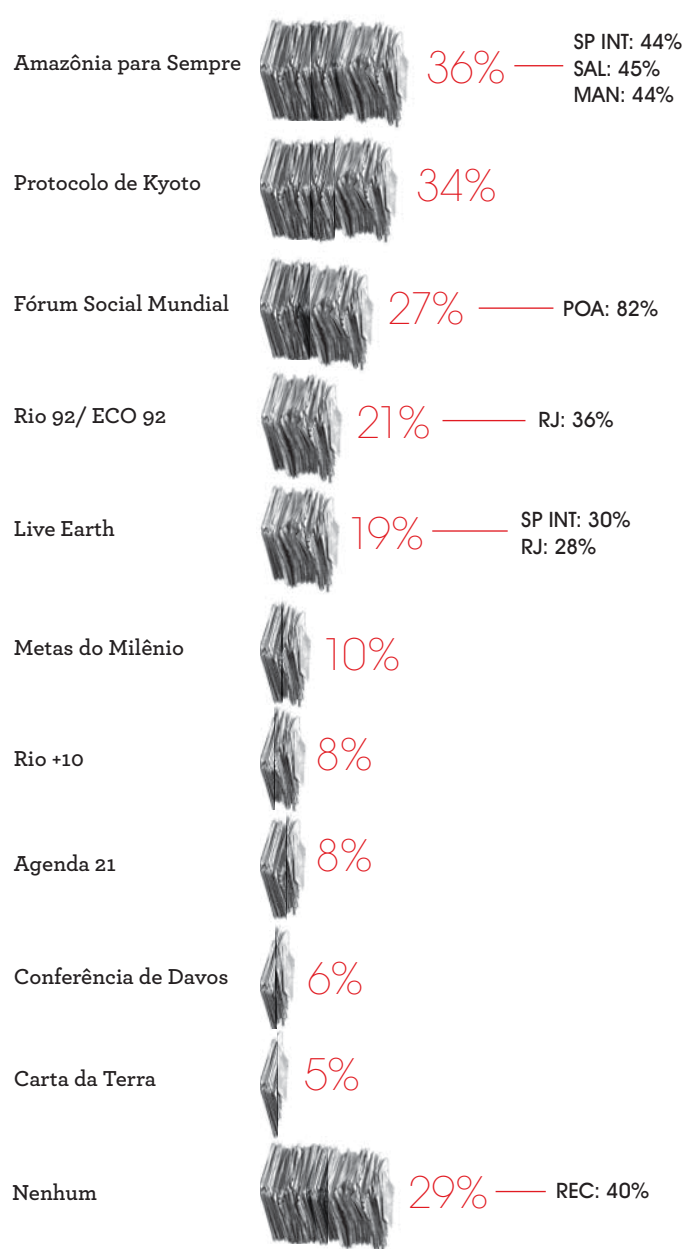 Amazônia para Sempre 36% SP INT: 44%
SAL: 45%
MAN: 44%
Protocolo de Kyoto 34%
Fórum Social Mundial 27% POA: 82%
Rio 92/ ECO 92 21% RJ: 36%
Live Earth 19% SP INT: 30%
RJ: 28%
Metas do Milênio 10%
Rio +10 8%
Agenda 21 8%
Conferência de Davos 6%
Carta da Terra 5%
Nenhum 29% REC: 40%